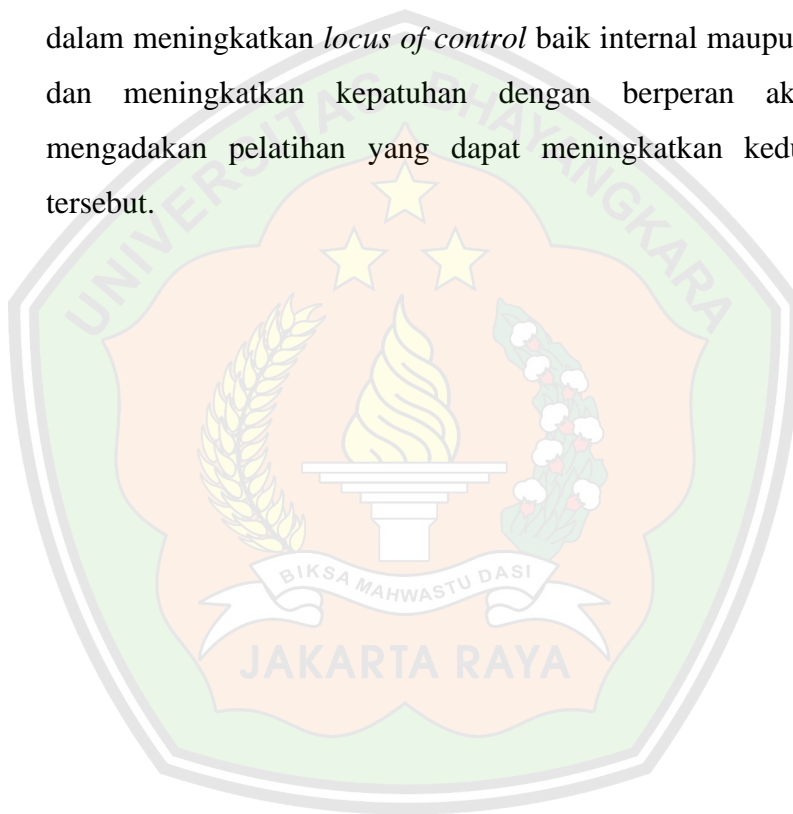 dalam meningkatkan locus of control baik internal maupu
dan meningkatkan kepatuhan dengan berperan ak
mengadakan pelatihan yang dapat meningkatkan kedu
tersebut.
UNIVERSITAS BHAYANGKARA
BIKSA MAHWASTU DASI
JAKARTA RAYA